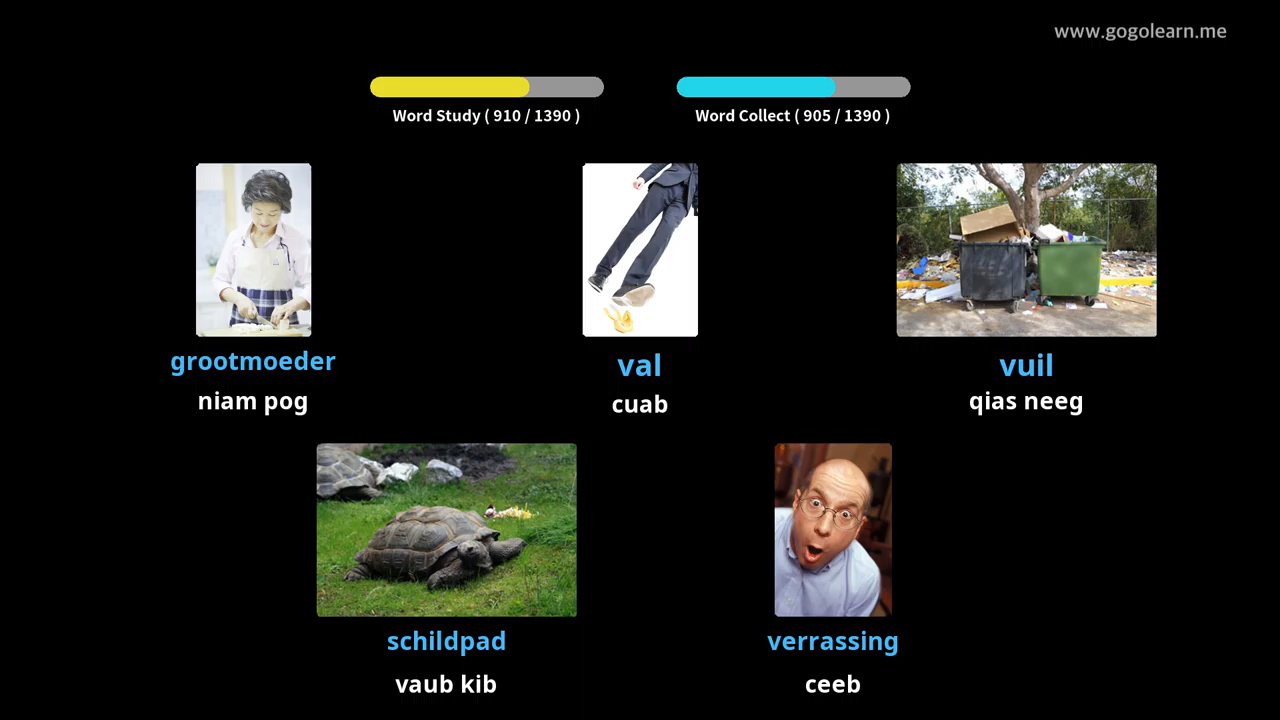 www.gogolearn.me
Word Study ( 910 / 1390 )
Word Collect ( 905 / 1390 )
grootmoeder
niam pog
val
cuab
vuil
qias neeg
schildpad
vaub kib
verrassing
ceeb